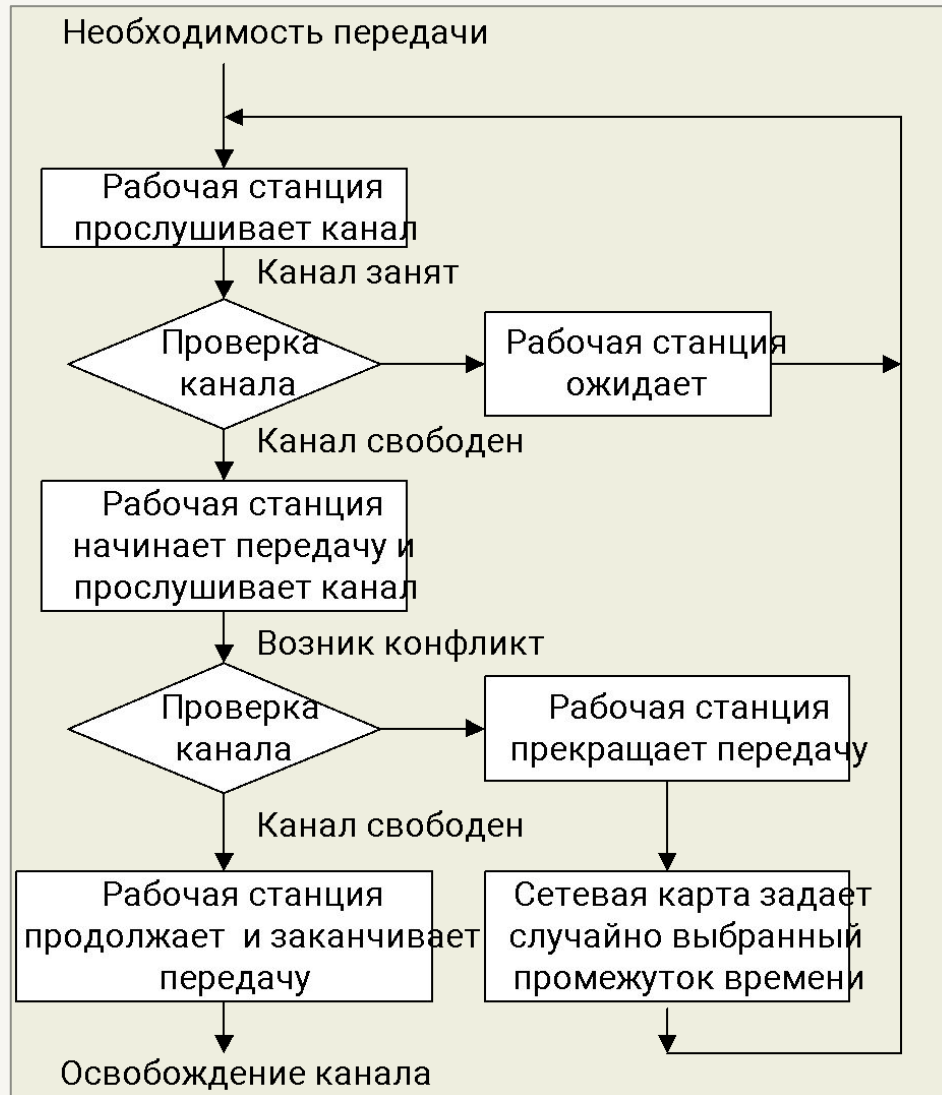 Необходимость передачи
Рабочая станция
прослушивает канал
Канал занят
Проверка
канала
Рабочая станция
ожидает
Канал свободен
Рабочая станция
начинает передачу и
прослушивает канал
Возник конфликт
Проверка
канала
Рабочая станция
прекращает передачу
Канал свободен
Рабочая станция
продолжает и заканчивает
передачу
Сетевая карта задает
случайно выбранный
промежуток времени
Освобождение канала